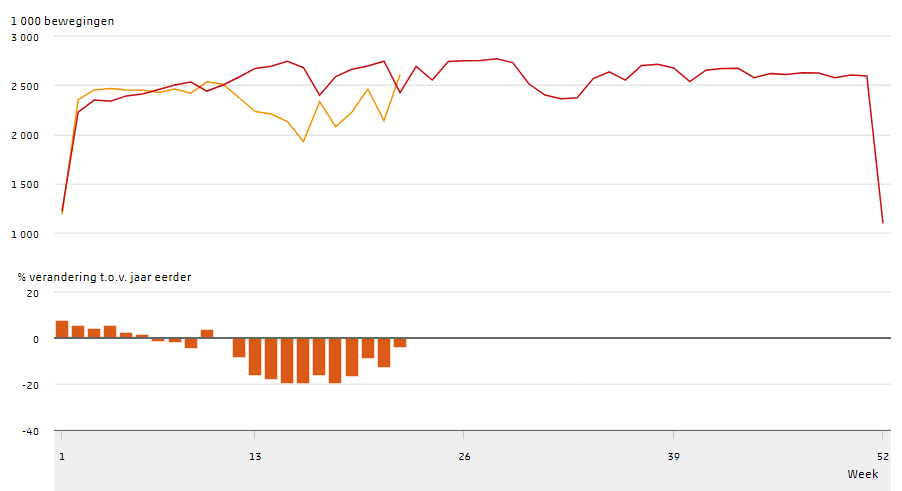 1 000 bewegingen
3 000
2 500
2 000
1 500
1 000
% verandering t.o.v. jaar eerder
20
0
-20
-40
1 13 26 39 52
Week